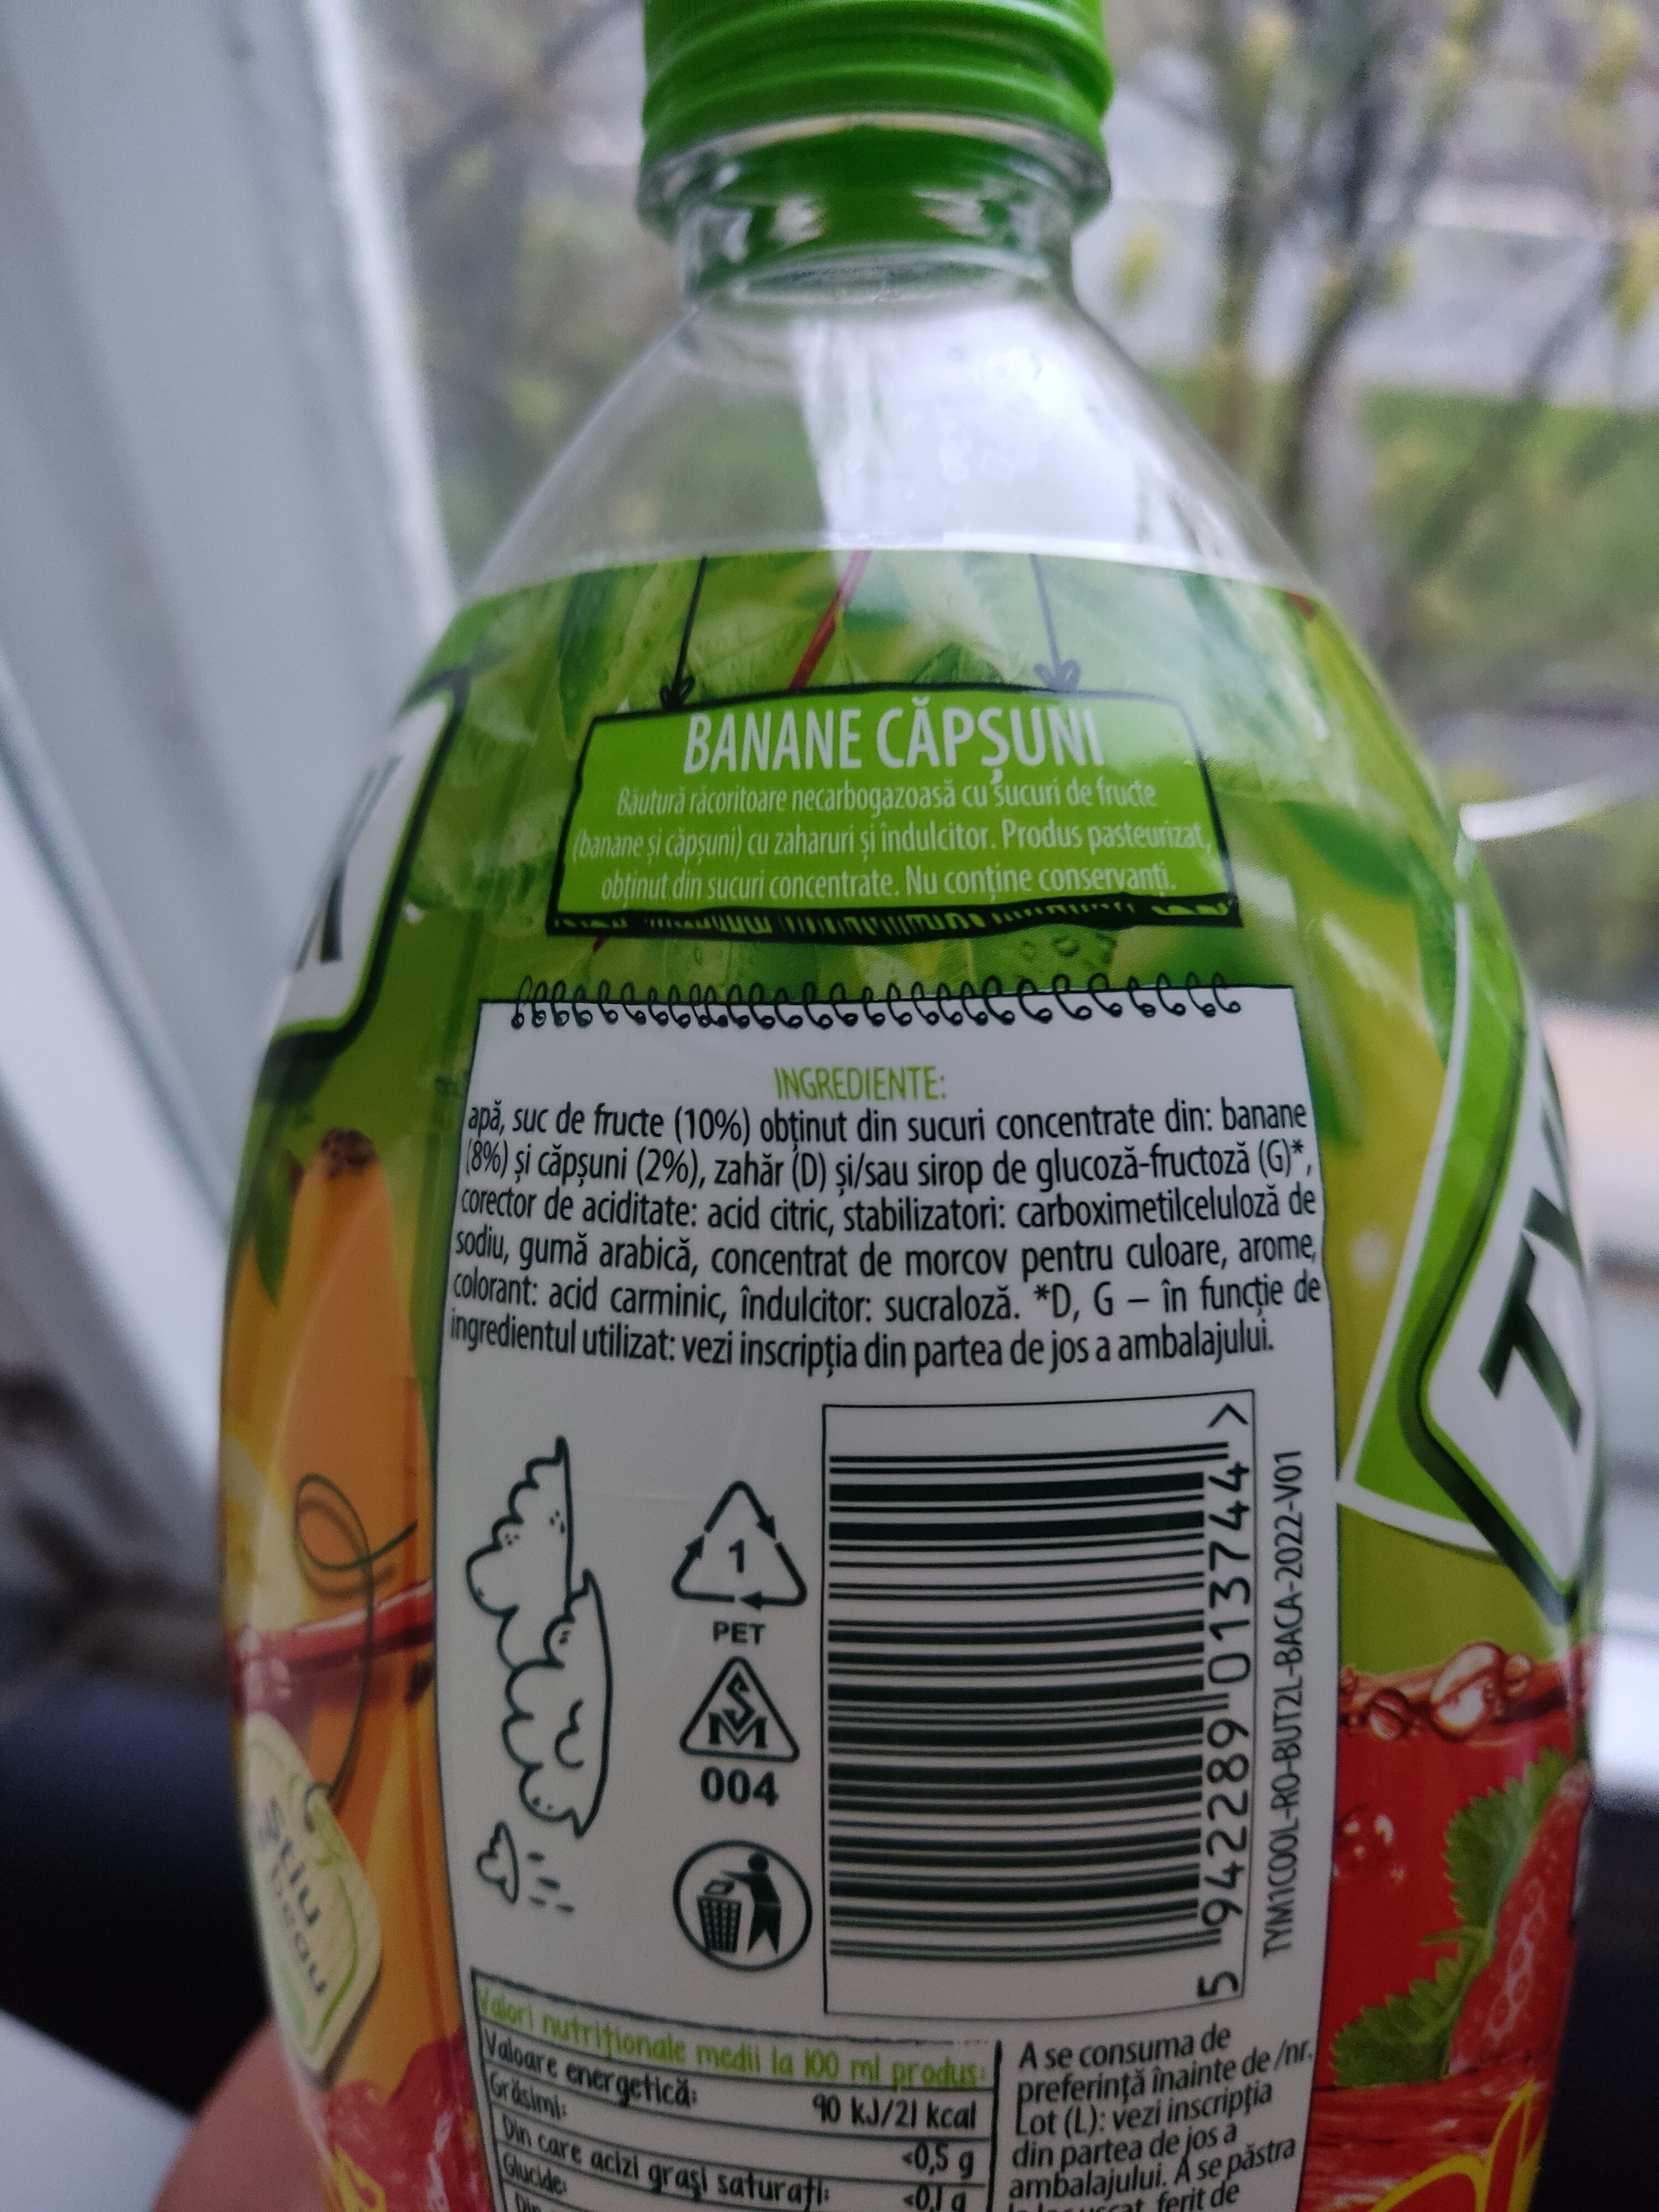 BANANE CĂPȘUNI
Băutură răcoritoare necarbogazoasă cu sucuri de fructe
(banane și căpșuni) cu zaharuri și îndulcitor. Produs pasteurizat,
obținut din sucuri concentrate. Nu conține conservanți.
INGREDIENTE:
apă, suc de fructe (10%) obținut din sucuri concentrate din: banane
(8%) și căpșuni (2%), zahăr (D) și/sau sirop de glucoză-fructoză (G)*,
corector de aciditate: acid citric, stabilizatori: carboximetilceluloză de
sodiu, gumă arabică, concentrat de morcov pentru culoare, arome,
colorant: acid carminic, îndulcitor: sucraloză. *D, G – în funcție de
ingredientul utilizat: vezi inscripția din partea de jos a ambalajului.
1
PET
SM
004
5 942289 013744 >
TYM1COOL-RO-BUT2L-BACA-2022-V01
Știu
beau
Valori nutriționale medii la 100 ml produs:
Valoare energetică: 90 kJ/21 kcal
Grăsimi: <0,5 g
Din care acizi grași saturați: <0,1 g
Glucide:
Din
A se consuma de
preferință înainte de /nr.
Lot (L): vezi inscripția
din partea de jos a
ambalajului. A se păstra
ferit de